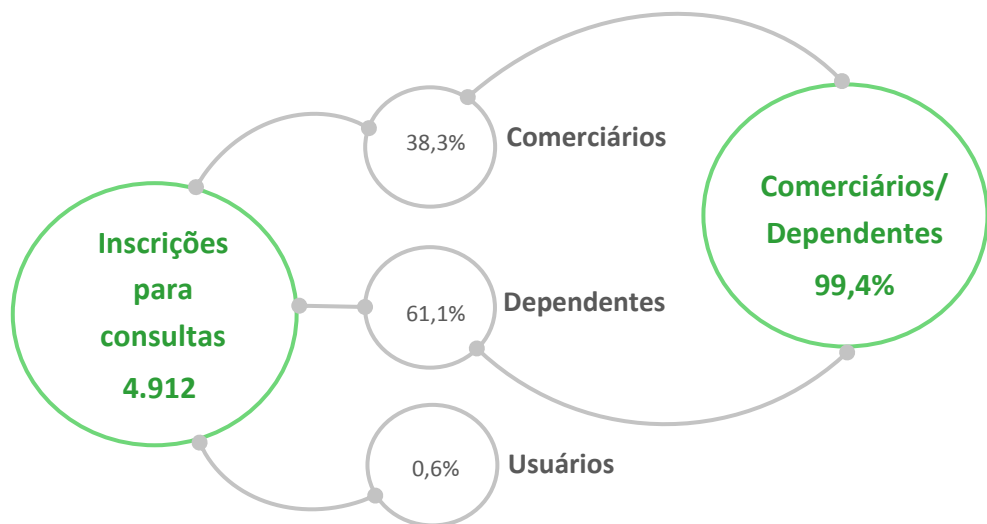 Inscrições
para
consultas
4.912
38,3%
Comerciários
61,1%
Dependentes
0,6%
Usuários
Comerciários/
Dependentes
99,4%